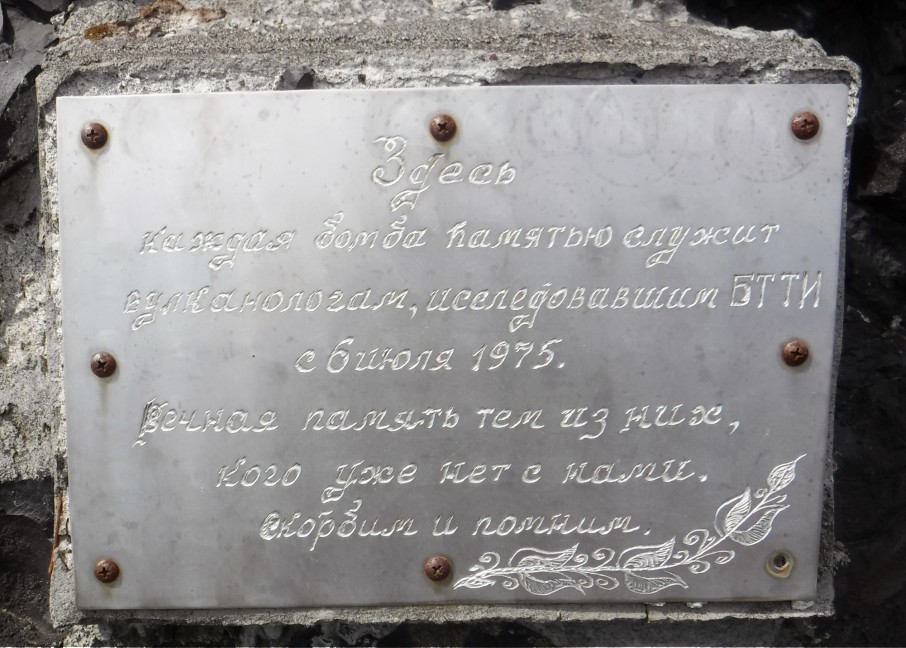 Здесь
каждая бомба памятью служит
вулканологам, исследовавшим БТТИ
с 6 июля 1975.
Вечная память тем из них,
кого уже нет с нами.
Скорбим и помним.